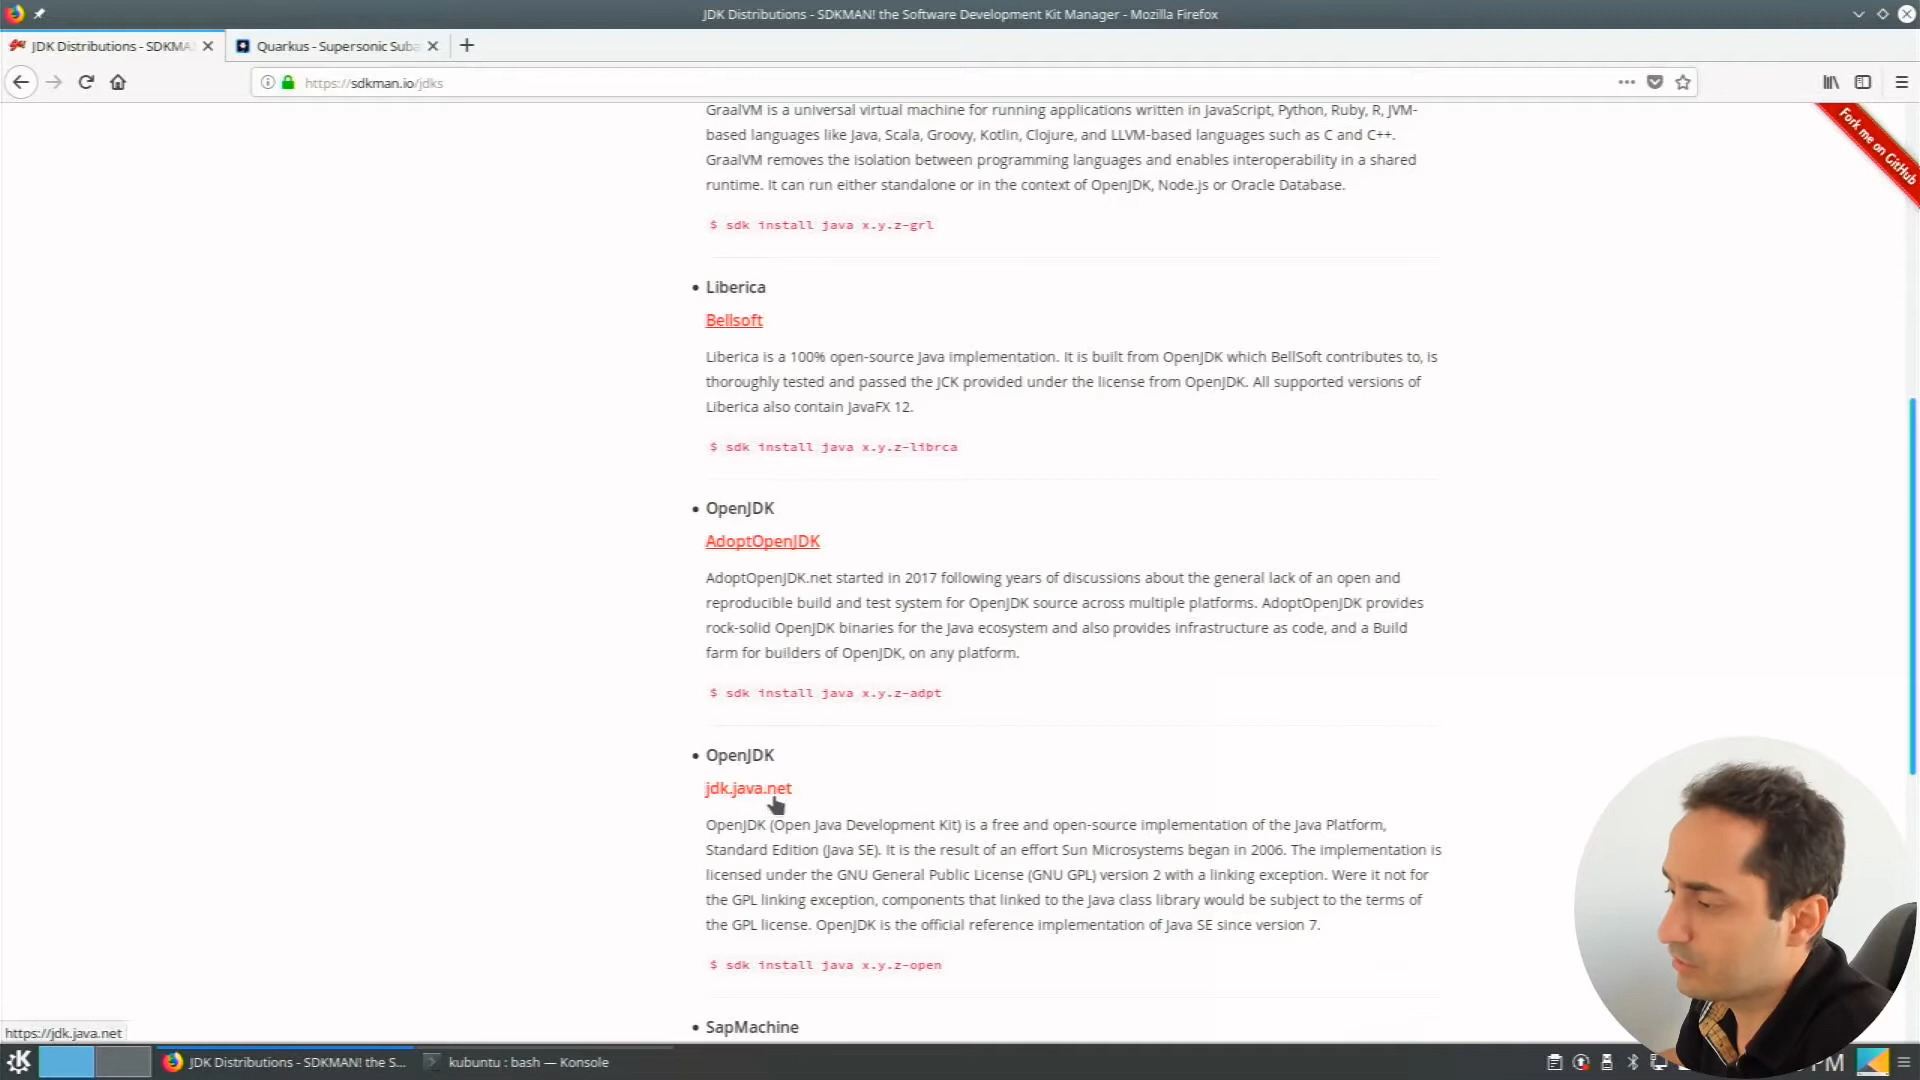 JDK Distributions - SDKMAN! the Software Development Kit Manager - Mozilla Firefox
JDK Distributions - SDKMA
Quarkus - Supersonic Suba
https://sdkman.io/jdks
Fork me on GitHub
GraalVM is a universal virtual machine for running applications written in JavaScript, Python, Ruby, R, JVM-
based languages like Java, Scala, Groovy, Kotlin, Clojure, and LLVM-based languages such as C and C++.
GraalVM removes the isolation between programming languages and enables interoperability in a shared
runtime. It can run either standalone or in the context of OpenJDK, Node.js or Oracle Database.
$ sdk install java x.y.z-grl
• Liberica
Bellsoft
Liberica is a 100% open-source Java implementation. It is built from OpenJDK which BellSoft contributes to, is
thoroughly tested and passed the JCK provided under the license from OpenJDK. All supported versions of
Liberica also contain JavaFX 12.
$ sdk install java x.y.z-librca
• OpenJDK
AdoptOpenJDK
AdoptOpenJDK.net started in 2017 following years of discussions about the general lack of an open and
reproducible build and test system for OpenJDK source across multiple platforms. AdoptOpenJDK provides
rock-solid OpenJDK binaries for the Java ecosystem and also provides infrastructure as code, and a Build
farm for builders of OpenJDK, on any platform.
$ sdk install java x.y.z-adpt
• OpenJDK
jdk.java.net
OpenJDK (Open Java Development Kit) is a free and open-source implementation of the Java Platform,
Standard Edition (Java SE). It is the result of an effort Sun Microsystems began in 2006. The implementation is
licensed under the GNU General Public License (GNU GPL) version 2 with a linking exception. Were it not for
the GPL linking exception, components that linked to the Java class library would be subject to the terms of
the GPL license. OpenJDK is the official reference implementation of Java SE since version 7.
$ sdk install java x.y.z-open
• SapMachine
https://jdk.java.net
JDK Distributions - SDKMAN! the S...
kubuntu : bash — Konsole
PM